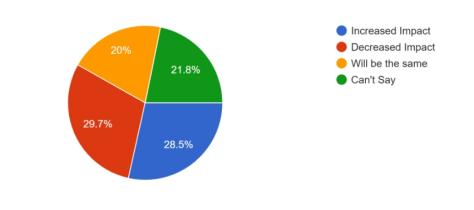 20%
21.8%
29.7%
28.5%
Increased Impact
Decreased Impact
Will be the same
Can't Say